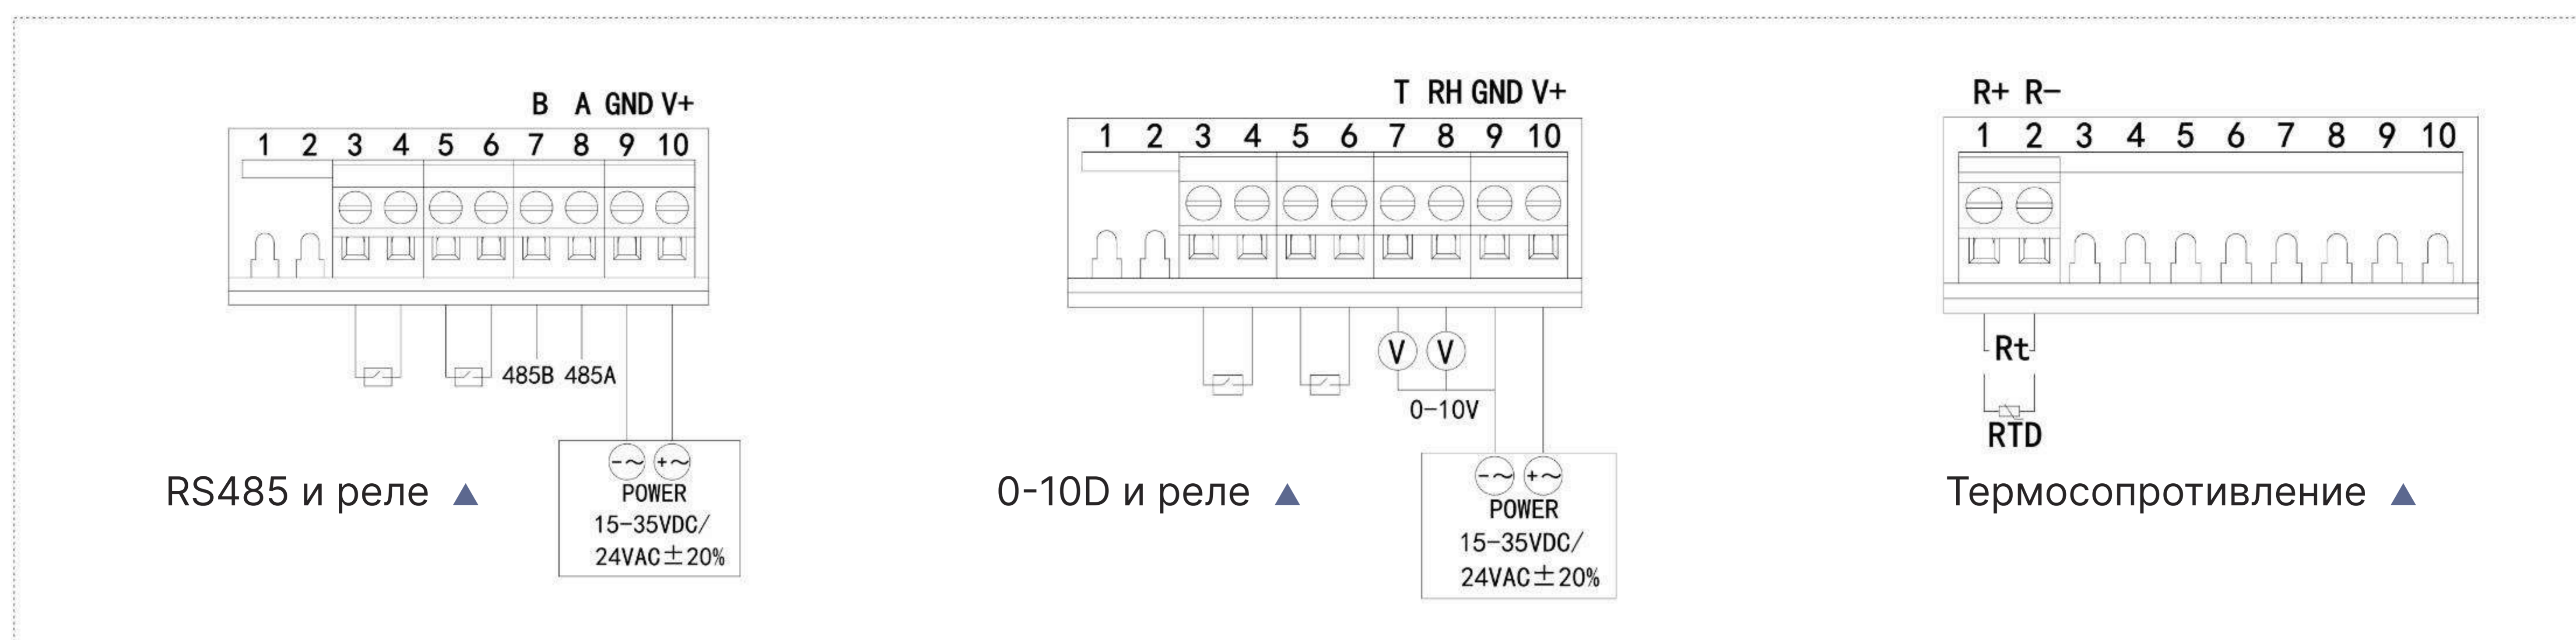 B A GND V+
1 2 3 4 5 6 7 8 9 10
485B 485A
POWER
15-35VDC/
24VAC±20%
RS485 и реле
T RH GND V+
1 2 3 4 5 6 7 8 9 10
V V
0-10V
POWER
15-35VDC/
24VAC±20%
0-10D и реле
R+ R-
1 2 3 4 5 6 7 8 9 10
Rt
RTD
Термосопротивление